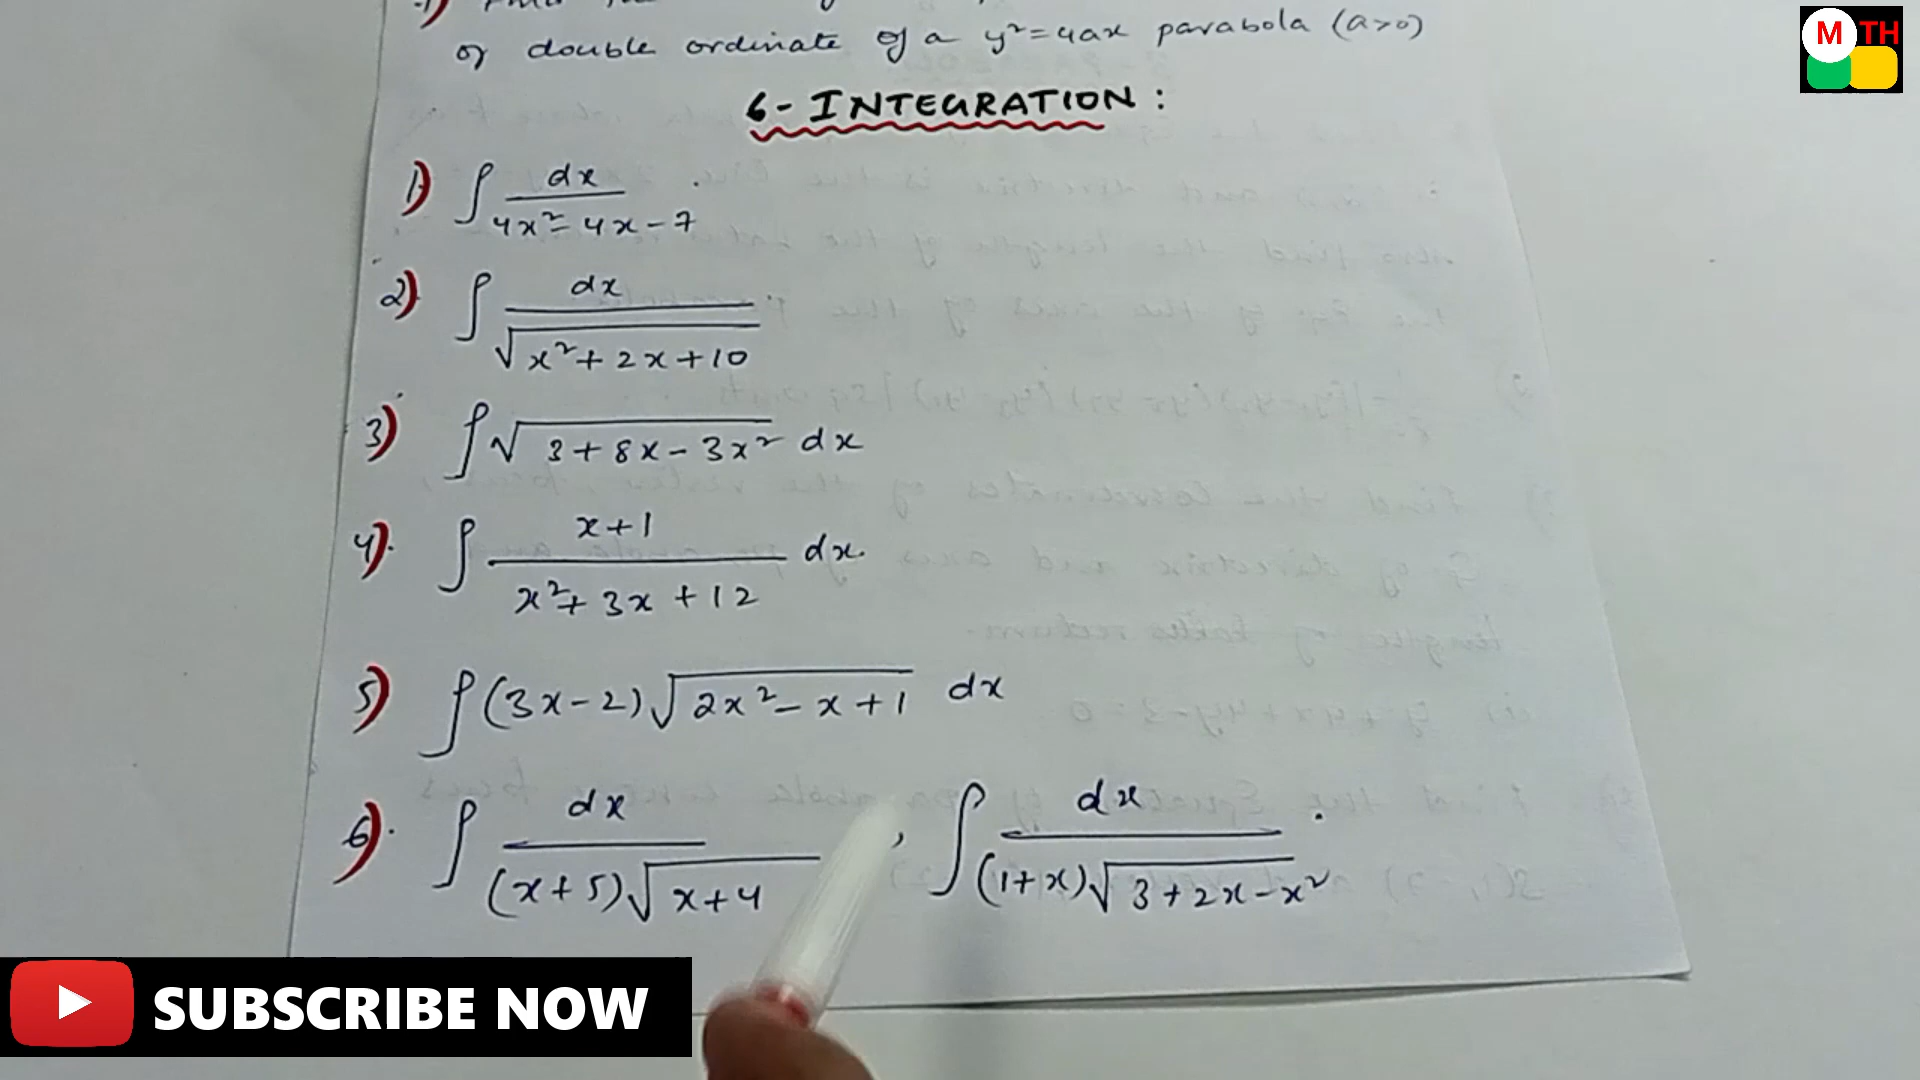 or double ordinate of a y²=4ax parabola (a>0)
6- INTEGRATION :
1) ∫ dx / (4x²-4x-7)
2) ∫ dx / √(x²+2x+10)
3) ∫ √(3+8x-3x²) dx
4) ∫ (x+1) / (x²+3x+12) dx.
5) ∫ (3x-2) √(2x²-x+1) dx
6) ∫ dx / ((x+5)√(x+4)) , ∫ dx / ((1+x)√(3+2x-x²)) .
M TH
SUBSCRIBE NOW